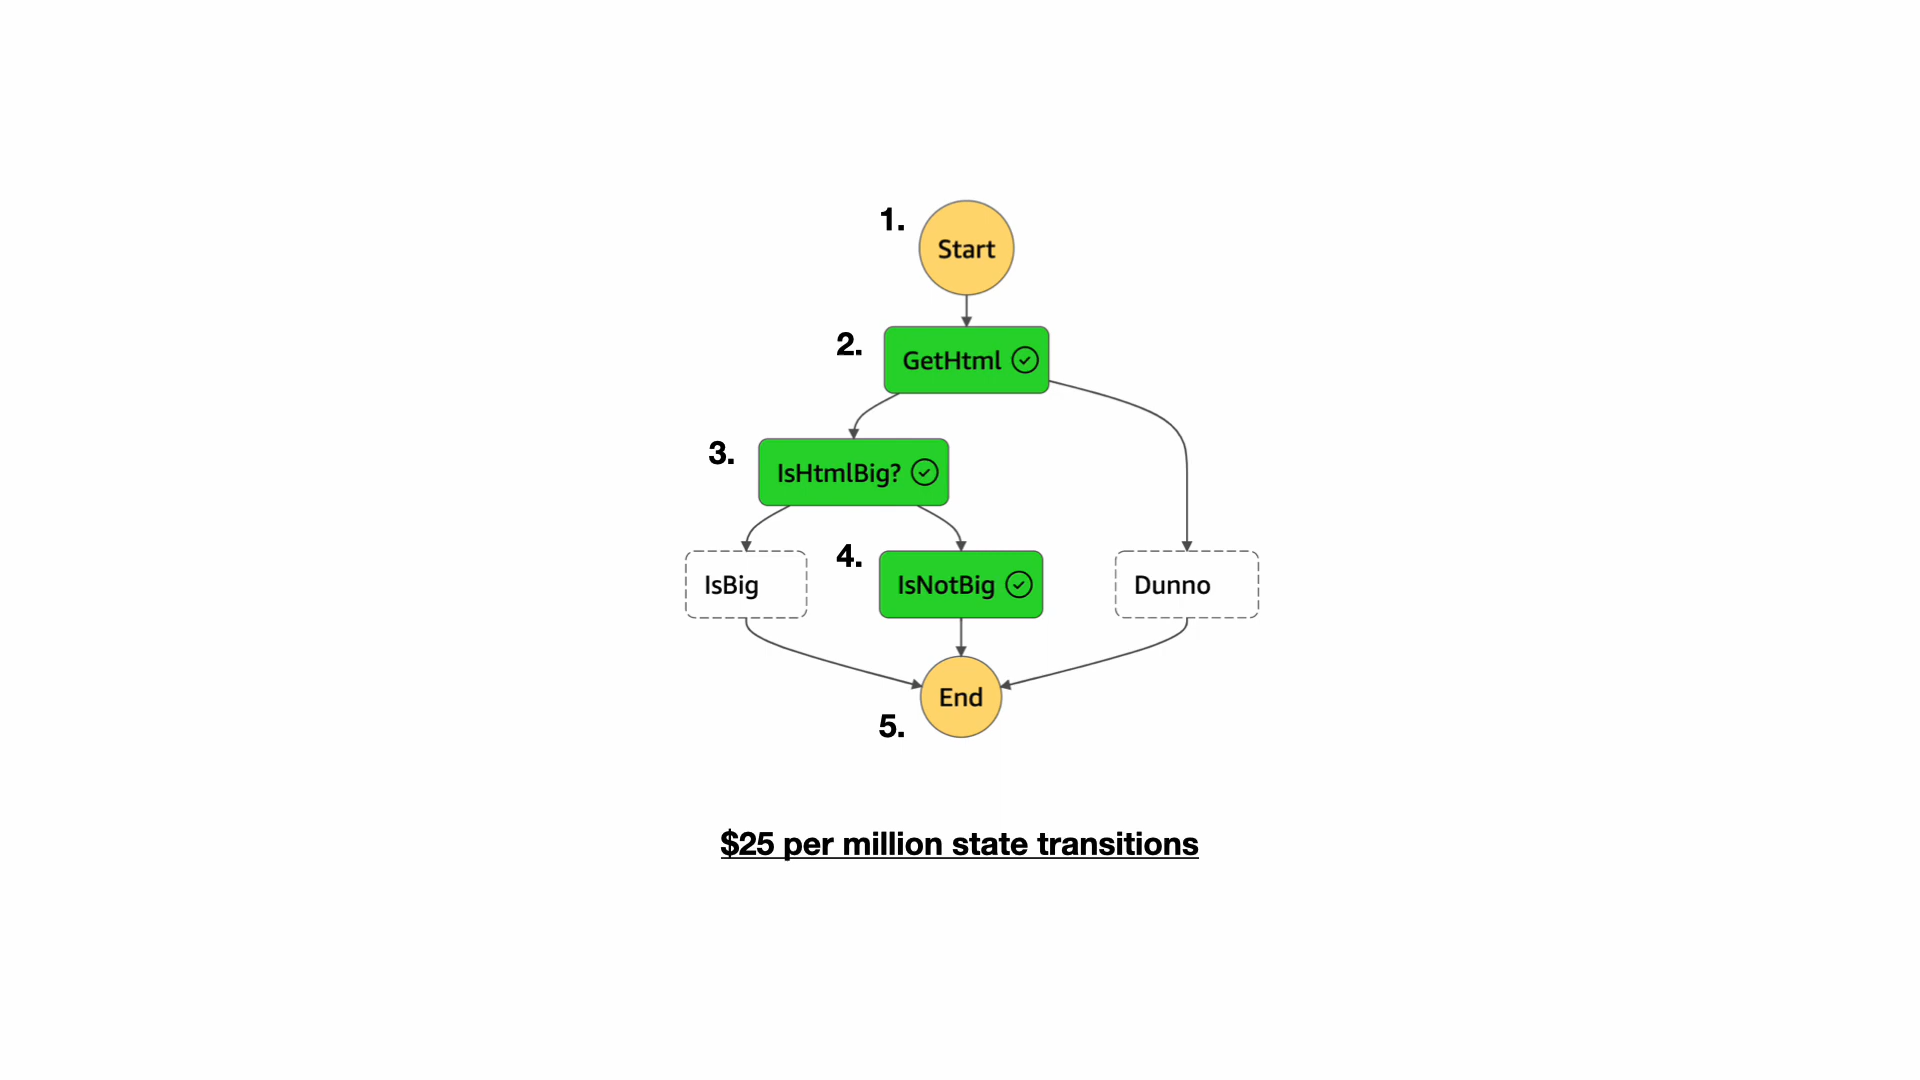 1.
Start
2.
GetHtml
3.
IsHtmlBig?
IsBig
4.
IsNotBig
Dunno
End
5.
$25 per million state transitions